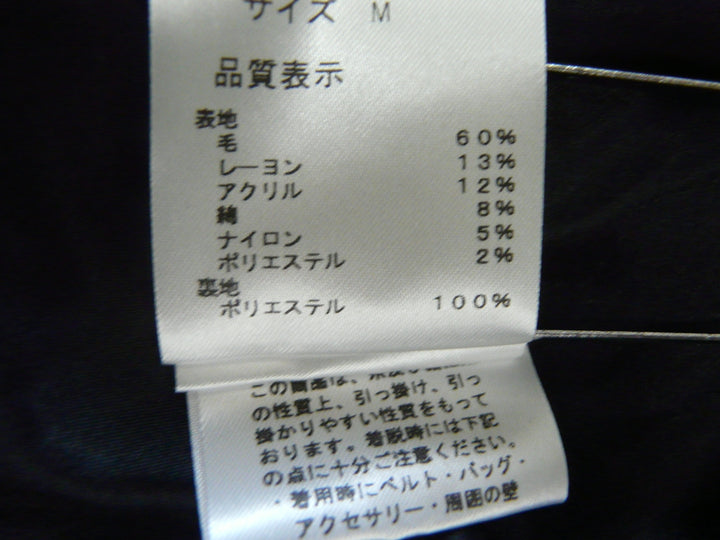 サイズ M
品質表示
表地
毛 60%
レーヨン 13%
アクリル 12%
綿 8%
ナイロン 5%
ポリエステル 2%
裏地
ポリエステル 100%
この商品は、
の性質上、引っ掛け、引っ
掛かりやすい性質をもって
おります。着脱時には下記
の点に十分ご注意ください。
・着用時にベルト・バッグ・
アクセサリー・周囲の壁